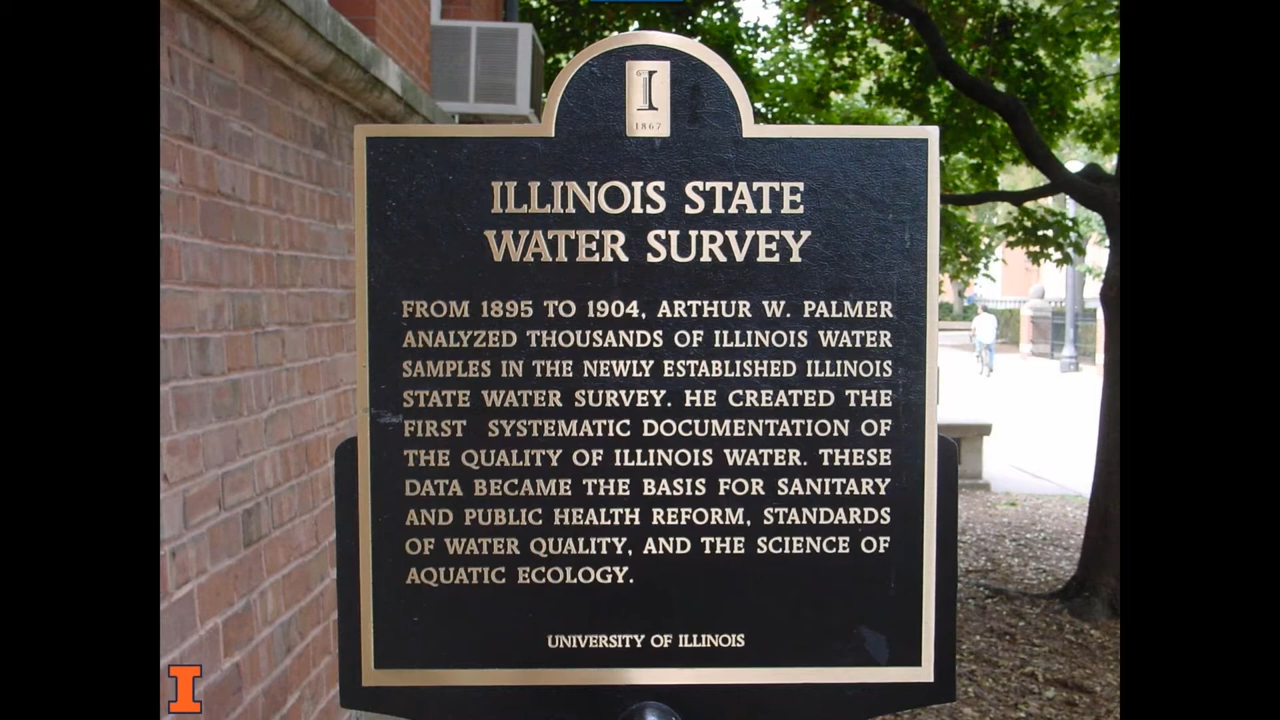 I
1867
ILLINOIS STATE
WATER SURVEY
FROM 1895 TO 1904, ARTHUR W. PALMER
ANALYZED THOUSANDS OF ILLINOIS WATER
SAMPLES IN THE NEWLY ESTABLISHED ILLINOIS
STATE WATER SURVEY. HE CREATED THE
FIRST SYSTEMATIC DOCUMENTATION OF
THE QUALITY OF ILLINOIS WATER. THESE
DATA BECAME THE BASIS FOR SANITARY
AND PUBLIC HEALTH REFORM, STANDARDS
OF WATER QUALITY, AND THE SCIENCE OF
AQUATIC ECOLOGY.
UNIVERSITY OF ILLINOIS
I